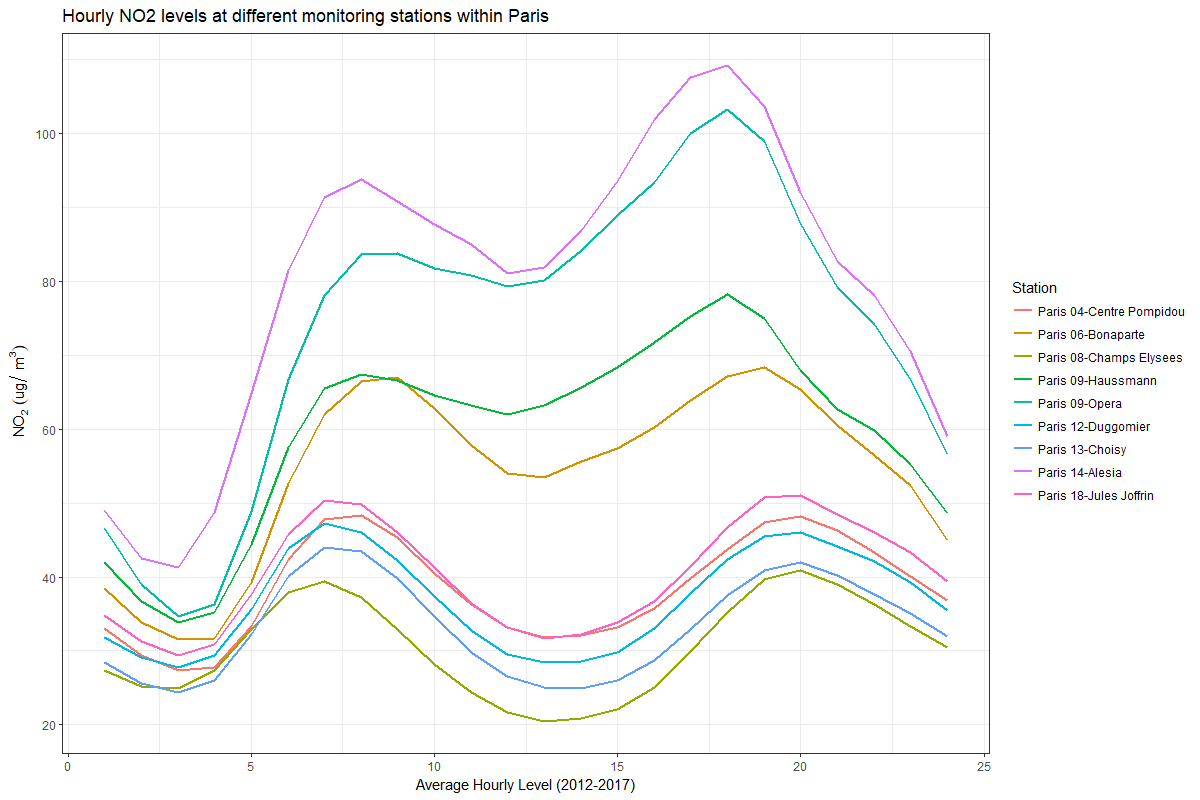 Hourly NO2 levels at different monitoring stations within Paris
NO2 (ug/ m3)
100
80
60
40
20
0 5 10 15 20 25
Average Hourly Level (2012-2017)
Station
Paris 04-Centre Pompidou
Paris 06-Bonaparte
Paris 08-Champs Elysees
Paris 09-Haussmann
Paris 09-Opera
Paris 12-Duggomier
Paris 13-Choisy
Paris 14-Alesia
Paris 18-Jules Joffrin